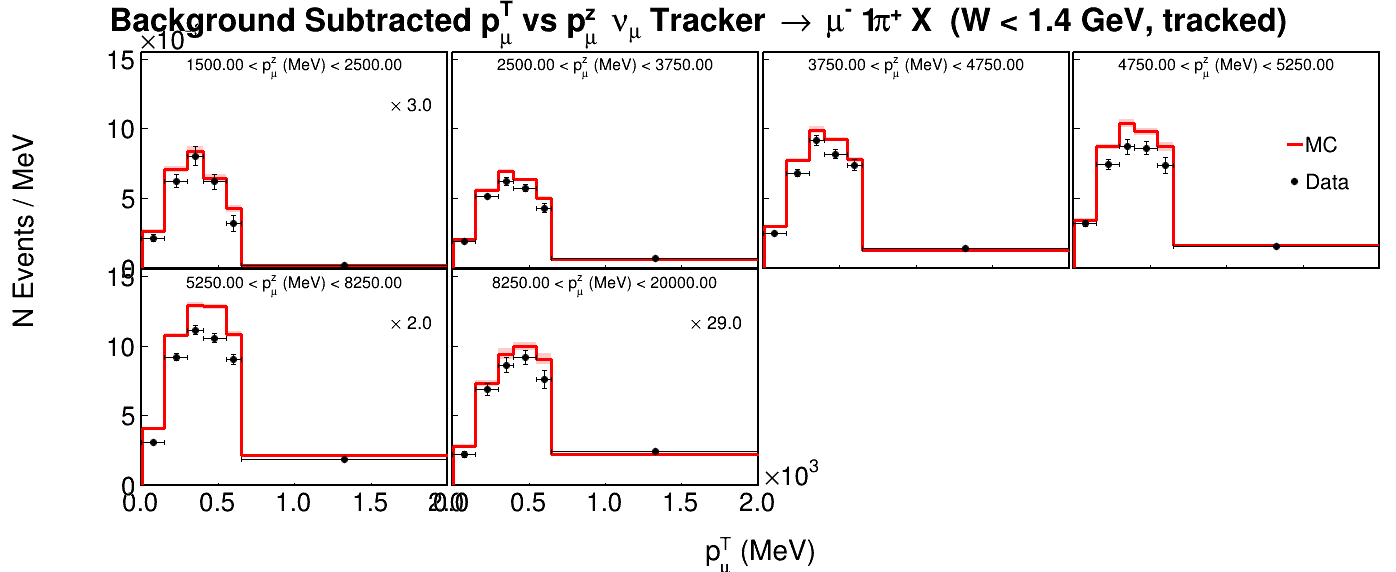 Background Subtracted p_μ^T vs p_μ^z ν_μ Tracker → μ^- 1π^+ X (W < 1.4 GeV, tracked)
×10
15
1500.00 < p_μ^z (MeV) < 2500.00
2500.00 < p_μ^z (MeV) < 3750.00
3750.00 < p_μ^z (MeV) < 4750.00
4750.00 < p_μ^z (MeV) < 5250.00
× 3.0
10
MC
Data
5
0
N Events / MeV
15
5250.00 < p_μ^z (MeV) < 8250.00
8250.00 < p_μ^z (MeV) < 20000.00
× 2.0
× 29.0
10
5
0
×10^3
0.0 0.5 1.0 1.5 2.0
0.0 0.5 1.0 1.5 2.0
p_μ^T (MeV)